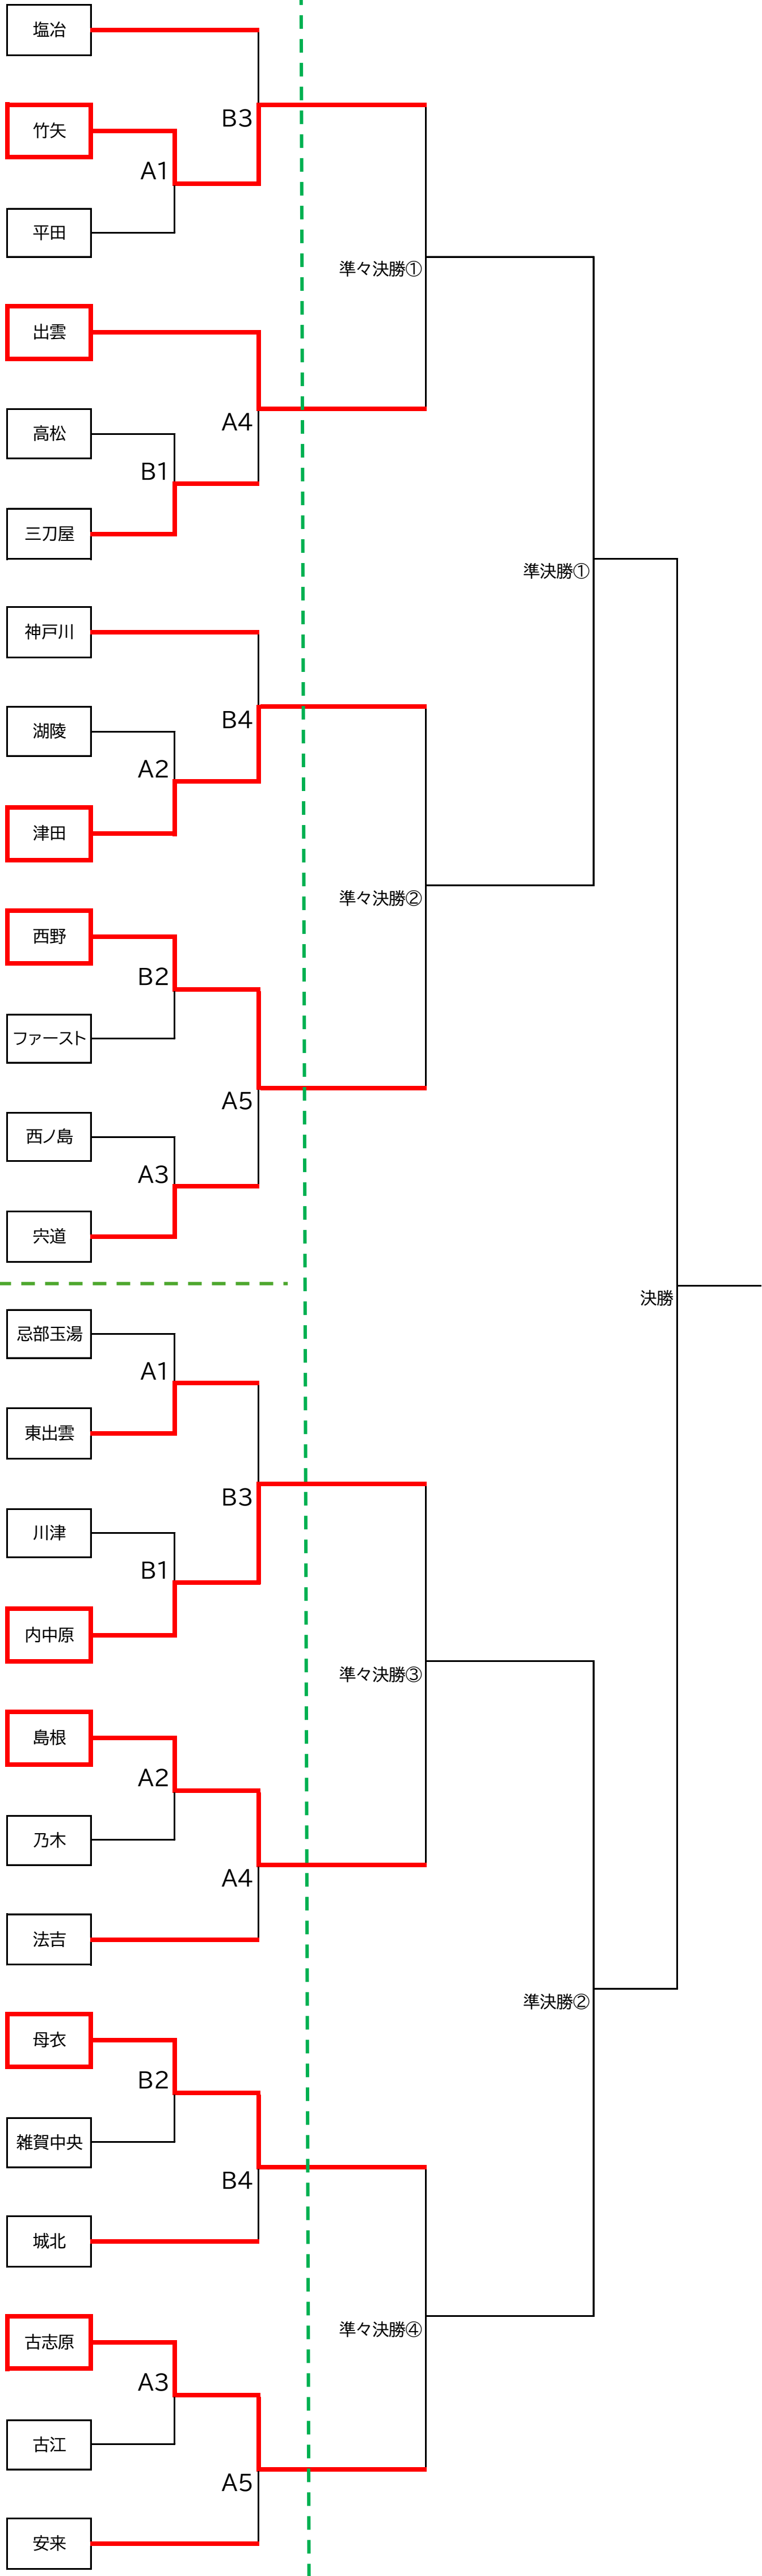 塩冶
B3
竹矢
A1
平田
準々決勝①
出雲
A4
高松
B1
三刀屋
準決勝①
神戸川
B4
湖陵
A2
津田
準々決勝②
西野
B2
ファースト
A5
西ノ島
A3
宍道
決勝
忌部玉湯
A1
東出雲
B3
川津
B1
内中原
準々決勝③
島根
A2
乃木
A4
法吉
準決勝②
母衣
B2
雑賀中央
B4
城北
準々決勝④
古志原
A3
古江
A5
安来